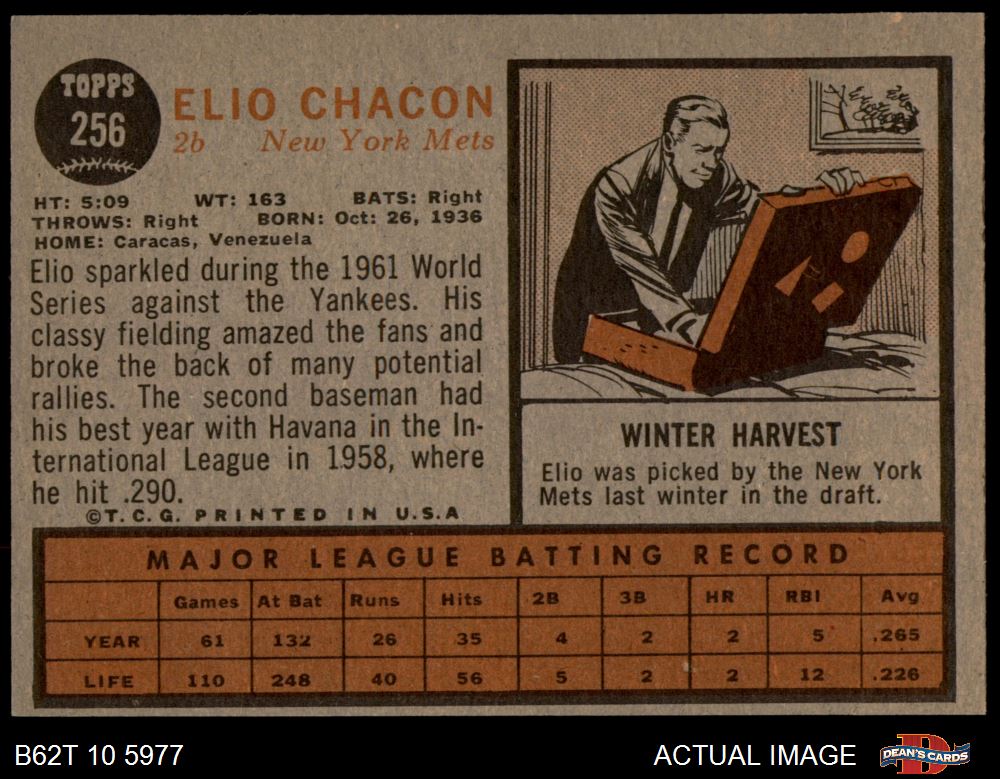 TOPPS
256
ELIO CHACON
2b New York Mets
HT: 5:09 WT: 163 BATS: Right
THROWS: Right BORN: Oct: 26, 1936
HOME: Caracas, Venezuela
Elio sparkled during the 1961 World
Series against the Yankees. His
classy fielding amazed the fans and
broke the back of many potential
rallies. The second baseman had
his best year with Havana in the In-
ternational League in 1958, where
he hit .290.
©T.C.G. PRINTED IN U.S.A
WINTER HARVEST
Elio was picked by the New York
Mets last winter in the draft.
MAJOR LEAGUE BATTING RECORD
Games At Bat Runs Hits 2B 3B HR RBI Avg
YEAR 61 132 26 35 4 2 2 5 .265
LIFE 110 248 40 56 5 2 2 12 .226
B62T 10 5977 ACTUAL IMAGE DEAN'S CARDS